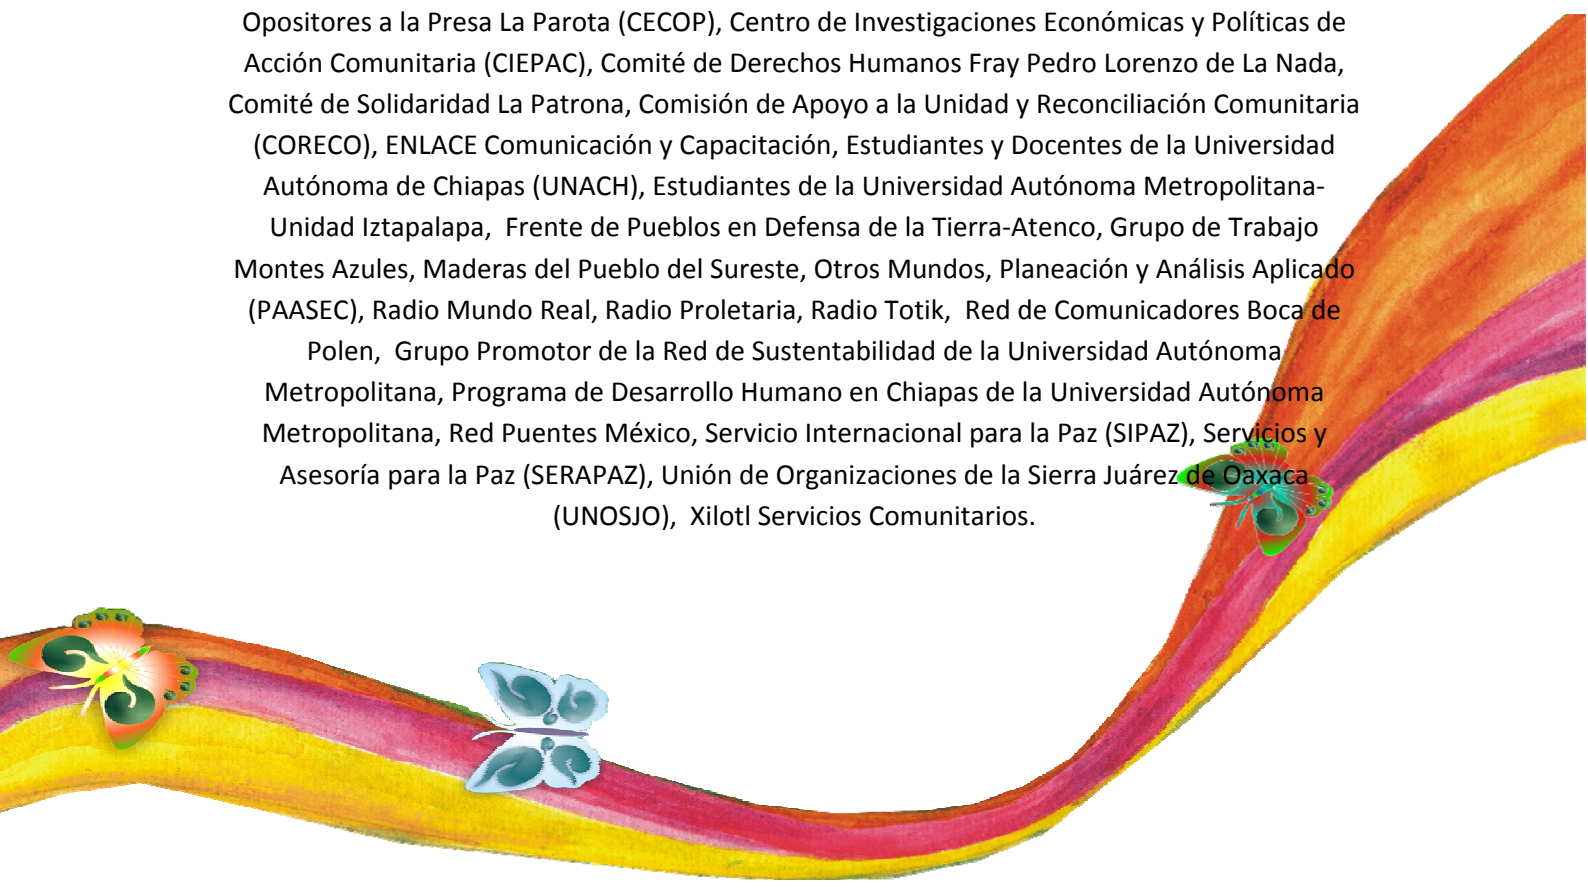 Opositores a la Presa La Parota (CECOP), Centro de Investigaciones Económicas y Políticas de
Acción Comunitaria (CIEPAC), Comité de Derechos Humanos Fray Pedro Lorenzo de La Nada,
Comité de Solidaridad La Patrona, Comisión de Apoyo a la Unidad y Reconciliación Comunitaria
(CORECO), ENLACE Comunicación y Capacitación, Estudiantes y Docentes de la Universidad
Autónoma de Chiapas (UNACH), Estudiantes de la Universidad Autónoma Metropolitana-
Unidad Iztapalapa, Frente de Pueblos en Defensa de la Tierra-Atenco, Grupo de Trabajo
Montes Azules, Maderas del Pueblo del Sureste, Otros Mundos, Planeación y Análisis Aplicado
(PAASEC), Radio Mundo Real, Radio Proletaria, Radio Totik, Red de Comunicadores Boca de
Polen, Grupo Promotor de la Red de Sustentabilidad de la Universidad Autónoma
Metropolitana, Programa de Desarrollo Humano en Chiapas de la Universidad Autónoma
Metropolitana, Red Puentes México, Servicio Internacional para la Paz (SIPAZ), Servicios y
Asesoría para la Paz (SERAPAZ), Unión de Organizaciones de la Sierra Juárez de Oaxaca
(UNOSJO), Xilotl Servicios Comunitarios.